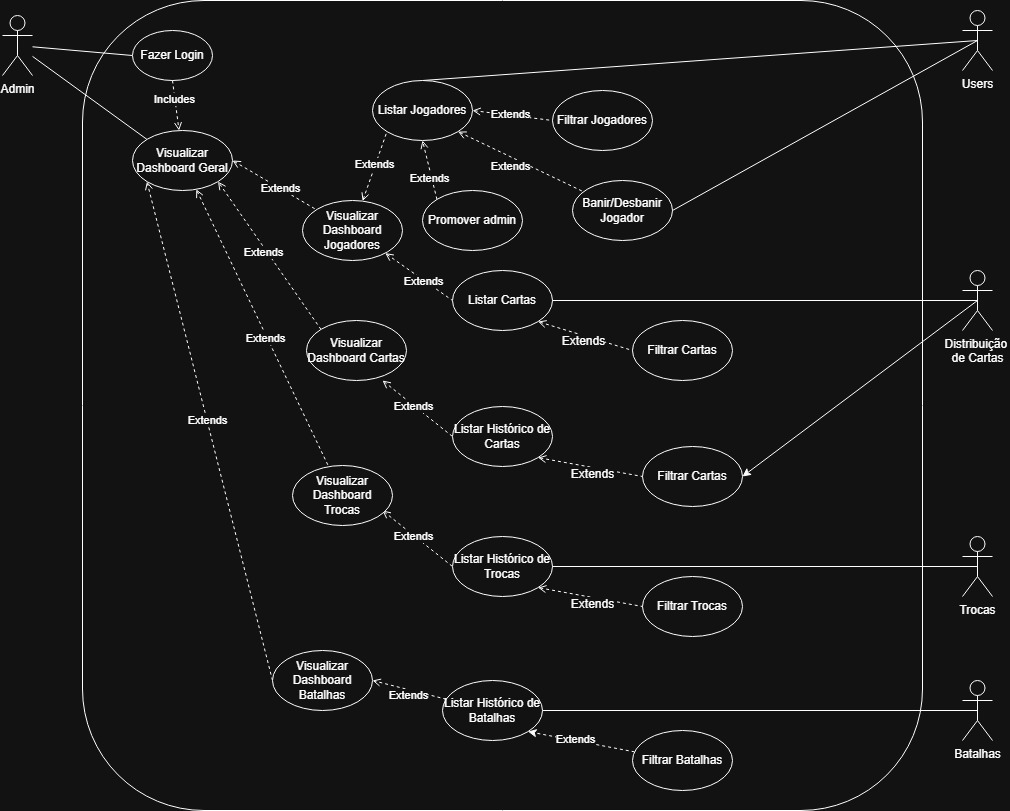 Admin
Fazer Login
Includes
Visualizar
Dashboard Geral
Users
Listar Jogadores
Extends
Filtrar Jogadores
Extends
Extends
Extends
Banir/Desbanir
Jogador
Promover admin
Extends
Visualizar
Dashboard
Jogadores
Extends
Listar Cartas
Extends
Filtrar Cartas
Distribuição
de Cartas
Extends
Visualizar
Dashboard Cartas
Extends
Listar Histórico de
Cartas
Extends
Filtrar Cartas
Extends
Visualizar
Dashboard
Trocas
Extends
Listar Histórico de
Trocas
Extends
Filtrar Trocas
Trocas
Extends
Visualizar
Dashboard
Batalhas
Extends
Listar Histórico de
Batalhas
Extends
Filtrar Batalhas
Batalhas